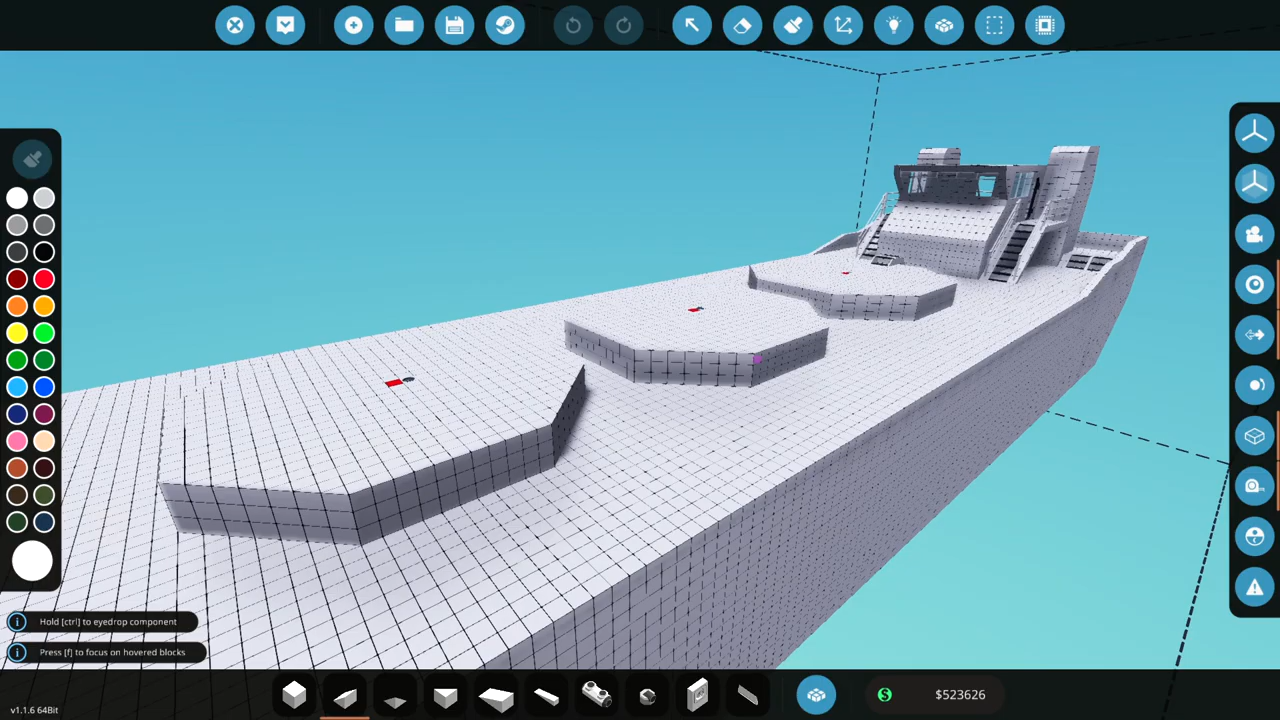 Hold [ctrl] to eyedrop component
Press [f] to focus on hovered blocks
$523626
v1.1.6 64Bit